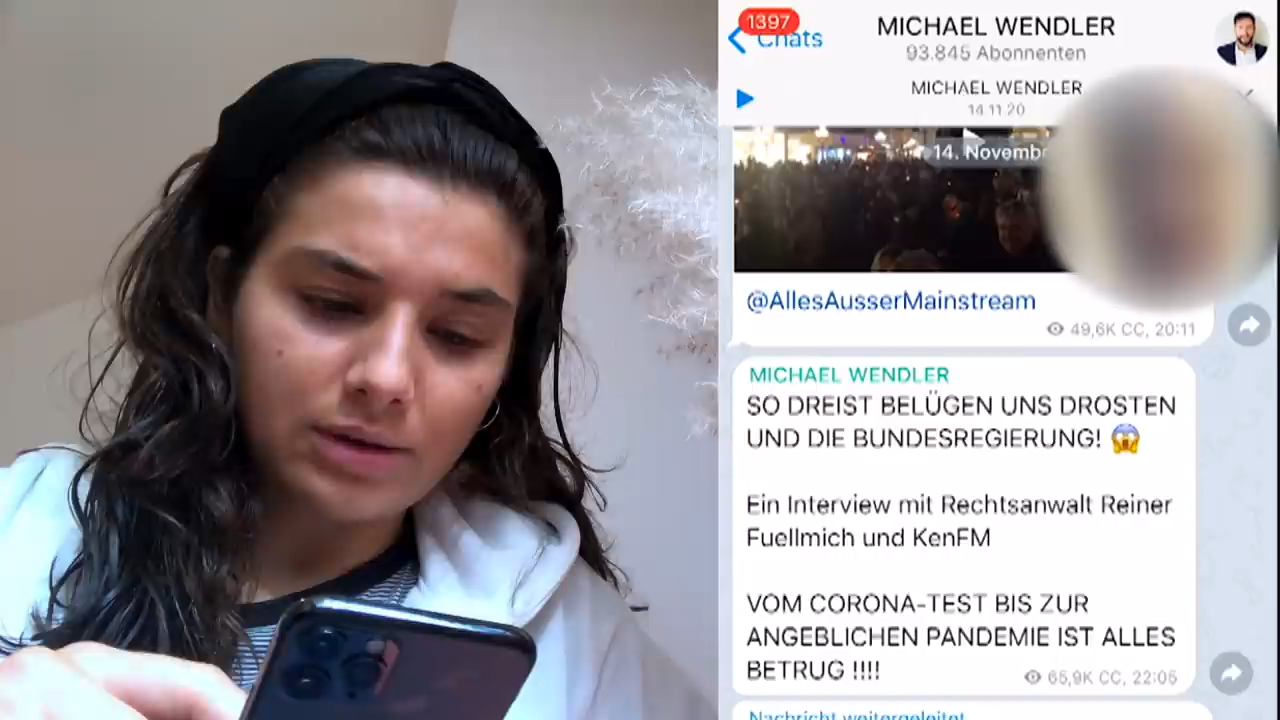 1397
Chats
MICHAEL WENDLER
93.845 Abonnenten
MICHAEL WENDLER
14.11.20
14. Novembe
@AllesAusserMainstream
49,6K CC, 20:11
MICHAEL WENDLER
SO DREIST BELÜGEN UNS DROSTEN
UND DIE BUNDESREGIERUNG! 😱
Ein Interview mit Rechtsanwalt Reiner
Fuellmich und KenFM
VOM CORONA-TEST BIS ZUR
ANGEBLICHEN PANDEMIE IST ALLES
BETRUG !!!!
65,9K CC, 22:05
Nachricht weitergeleitet